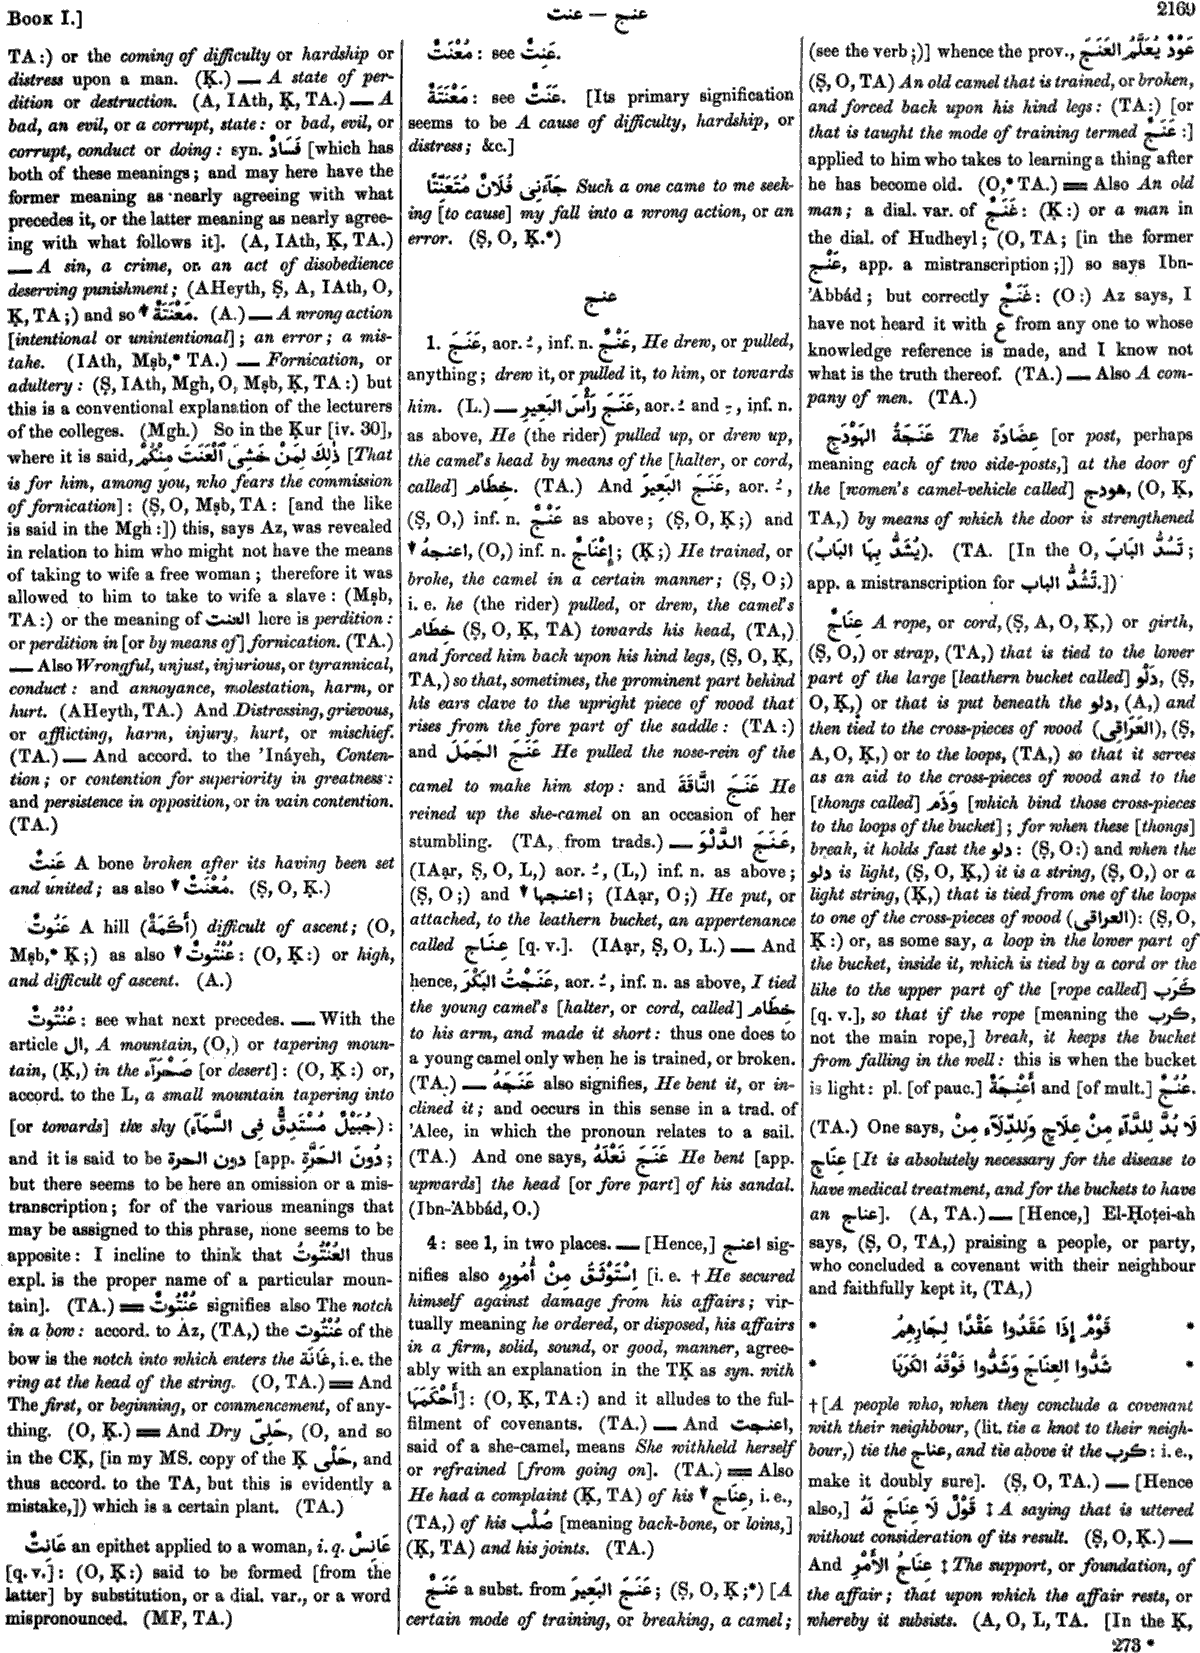 Book I.]
عنت — عنج
2169
TA :) or the coming of difficulty or hardship or
distress upon a man. (Ḳ.) — A state of per-
dition or destruction. (A, IAth, Ḳ, TA.) — A
bad, an evil, or a corrupt, state : or bad, evil, or
corrupt, conduct or doing : syn. فَسَادٌ [which has
both of these meanings ; and may here have the
former meaning as nearly agreeing with what
precedes it, or the latter meaning as nearly agree-
ing with what follows it]. (A, IAth, Ḳ, TA.)
— A sin, a crime, or an act of disobedience
deserving punishment ; (AHeyth, Ṣ, A, IAth, O,
Ḳ, TA ;) and so ▾ مَعْنَتَةٌ. (A.) — A wrong action
[intentional or unintentional] ; an error ; a mis-
take. (IAth, Mṣb,* TA.) — Fornication, or
adultery : (Ṣ, IAth, Mgh, O, Mṣb, Ḳ, TA :) but
this is a conventional explanation of the lecturers
of the colleges. (Mgh.) So in the Ḳur [iv. 30],
where it is said, ذٰلِكَ لِمَنْ خَشِىَ ٱلْعَنَتَ مِنْكُمْ [That
is for him, among you, who fears the commission
of fornication] : (Ṣ, O, Mṣb, TA : [and the like
is said in the Mgh :]) this, says Az, was revealed
in relation to him who might not have the means
of taking to wife a free woman ; therefore it was
allowed to him to take to wife a slave : (Mṣb,
TA :) or the meaning of العنت here is perdition :
or perdition in [or by means of] fornication. (TA.)
— Also Wrongful, unjust, injurious, or tyrannical,
conduct : and annoyance, molestation, harm, or
hurt. (AHeyth, TA.) And Distressing, grievous,
or afflicting, harm, injury, hurt, or mischief.
(TA.) — And accord. to the 'Ináyeh, Conten-
tion ; or contention for superiority in greatness :
and persistence in opposition, or in vain contention.
(TA.)
عَنِتٌ A bone broken after its having been set
and united ; as also ▾ مُعْنَتٌ. (Ṣ, O, Ḳ.)
عَنُوتٌ A hill (أَكَمَةٌ) difficult of ascent ; (O,
Mṣb,* Ḳ ;) as also ▾ عُنْتُوتٌ : (O, Ḳ :) or high,
and difficult of ascent. (A.)
عُنْتُوتٌ : see what next precedes. — With the
article ال, A mountain, (O,) or tapering moun-
tain, (Ḳ,) in the صَحْرَآء [or desert] : (O, Ḳ :) or,
accord. to the L, a small mountain tapering into
[or towards] the sky (جُبَيْلٌ مُسْتَدِقٌّ فِى السَّمَآءِ) :
and it is said to be دون الحرة [app. دُونَ الحَرَّةِ ;
but there seems to be here an omission or a mis-
transcription ; for of the various meanings that
may be assigned to this phrase, none seems to be
apposite : I incline to think that العُنْتُوتُ thus
expl. is the proper name of a particular moun-
tain]. (TA.) == عُنْتُوتٌ signifies also The notch
in a bow : accord. to Az, (TA,) the عُنْتُوت of the
bow is the notch into which enters the غَانَة, i. e. the
ring at the head of the string. (O, TA.) == And
The first, or beginning, or commencement, of any-
thing. (O, Ḳ.) == And Dry حَلِىّ, (O, and so
in the CḲ, [in my MS. copy of the Ḳ حَلْى, and
thus accord. to the TA, but this is evidently a
mistake,]) which is a certain plant. (TA.)
عَانِتٌ an epithet applied to a woman, i. q. عَانِسٌ
[q. v.] : (O, Ḳ :) said to be formed [from the
latter] by substitution, or a dial. var., or a word
mispronounced. (MF, TA.)
مُعْنَتٌ : see عَنِتٌ.
مَعْنَتَةٌ : see عَنَتٌ. [Its primary signification
seems to be A cause of difficulty, hardship, or
distress ; &c.]
جَآءَنِى فُلَانٌ مُتَعَنِّتًا Such a one came to me seek-
ing [to cause] my fall into a wrong action, or an
error. (Ṣ, O, Ḳ.*)
عنج
1. عَنَجَ, aor. ـُ, inf. n. عَنْجٌ, He drew, or pulled,
anything ; drew it, or pulled it, to him, or towards
him. (L.) — عَنَجَ رَأْسَ البَعِيرِ, aor. ـُ and ـِ, inf. n.
as above, He (the rider) pulled up, or drew up,
the camel's head by means of the [halter, or cord,
called] خِطَام. (TA.) And عَنَجَ البَعِيرَ, aor. ـُ,
(Ṣ, O,) inf. n. عَنْجٌ as above ; (Ṣ, O, Ḳ ;) and
▾ اعنجهُ, (O,) inf. n. إِعْنَاجٌ ; (Ḳ ;) He trained, or
broke, the camel in a certain manner ; (Ṣ, O ;)
i. e. he (the rider) pulled, or drew, the camel's
خِطَام (Ṣ, O, Ḳ, TA) towards his head, (TA,)
and forced him back upon his hind legs, (Ṣ, O, Ḳ,
TA,) so that, sometimes, the prominent part behind
his ears clave to the upright piece of wood that
rises from the fore part of the saddle : (TA :)
and عَنَجَ الجَمَلَ He pulled the nose-rein of the
camel to make him stop : and عَنَجَ النَّاقَةَ He
reined up the she-camel on an occasion of her
stumbling. (TA, from trads.) — عَنَجَ الدَّلْوَ,
(IAạr, Ṣ, O, L,) aor. ـُ, (L,) inf. n. as above ;
(Ṣ, O ;) and ▾ اعنجها ; (IAạr, O ;) He put, or
attached, to the leathern bucket, an appertenance
called عِنَاج [q. v.]. (IAạr, Ṣ, O, L.) — And
hence, عَنَجْتُ البَكْرَ, aor. ـُ, inf. n. as above, I tied
the young camel's [halter, or cord, called] خِطَام
to his arm, and made it short : thus one does to
a young camel only when he is trained, or broken.
(TA.) — عَنَجَهُ also signifies, He bent it, or in-
clined it ; and occurs in this sense in a trad. of
'Alee, in which the pronoun relates to a sail.
(TA.) And one says, عَنَجَ نَعْلَهُ He bent [app.
upwards] the head [or fore part] of his sandal.
(Ibn-'Abbád, O.)
4 : see 1, in two places. — [Hence,] اعنج sig-
nifies also اِسْتَوْثَقَ مِنْ أُمُورِهِ [i. e. † He secured
himself against damage from his affairs ; vir-
tually meaning he ordered, or disposed, his affairs
in a firm, solid, sound, or good, manner, agree-
ably with an explanation in the TḲ as syn. with
أَحْكَمَهَا] : (O, Ḳ, TA :) and it alludes to the ful-
filment of covenants. (TA.) — And اعنجت,
said of a she-camel, means She withheld herself
or refrained [from going on]. (TA.) == Also
He had a complaint (Ḳ, TA) of his ▾ عِنَاج, i. e.,
(TA,) of his صُلْب [meaning back-bone, or loins,]
(Ḳ, TA) and his joints. (TA.)
عَنَجٌ a subst. from عَنَجَ البَعِيرَ ; (Ṣ, O, Ḳ ;*) [A
certain mode of training, or breaking, a camel ;
(see the verb ;)] whence the prov., عَوْدٌ يُعَلَّمُ العَنَجَ
(Ṣ, O, TA) An old camel that is trained, or broken,
and forced back upon his hind legs : (TA :) [or
that is taught the mode of training termed عَنَج :]
applied to him who takes to learning a thing after
he has become old. (O,* TA.) == Also An old
man ; a dial. var. of غَنَجٌ : (Ḳ :) or a man in
the dial. of Hudheyl ; (O, TA ; [in the former
عَنْج, app. a mistranscription ;]) so says Ibn-
'Abbád ; but correctly غَنَجٌ : (O :) Az says, I
have not heard it with ع from any one to whose
knowledge reference is made, and I know not
what is the truth thereof. (TA.) — Also A com-
pany of men. (TA.)
عَنَجَةُ الهَوْدَجِ The عِضَادَة [or post, perhaps
meaning each of two side-posts,] at the door of
the [women's camel-vehicle called] هودج, (O, Ḳ,
TA,) by means of which the door is strengthened
(يُشَدُّ بِهَا البَابُ). (TA. [In the O, تَسُدُّ البَابَ ;
app. a mistranscription for تَشُدُّ الباب.])
عِنَاجٌ A rope, or cord, (Ṣ, A, O, Ḳ,) or girth,
(Ṣ, O,) or strap, (TA,) that is tied to the lower
part of the large [leathern bucket called] دَلْو, (Ṣ,
O, Ḳ,) or that is put beneath the دلو, (A,) and
then tied to the cross-pieces of wood (العَرَاقِى), (Ṣ,
A, O, Ḳ,) or to the loops, (TA,) so that it serves
as an aid to the cross-pieces of wood and to the
[thongs called] وَذَم [which bind those cross-pieces
to the loops of the bucket] ; for when these [thongs]
break, it holds fast the دلو : (Ṣ, O :) and when the
دلو is light, (Ṣ, O, Ḳ,) it is a string, (Ṣ, O,) or a
light string, (Ḳ,) that is tied from one of the loops
to one of the cross-pieces of wood (العراقى) : (Ṣ, O,
Ḳ :) or, as some say, a loop in the lower part of
the bucket, inside it, which is tied by a cord or the
like to the upper part of the [rope called] كَرَب
[q. v.], so that if the rope [meaning the كرب,
not the main rope,] break, it keeps the bucket
from falling in the well : this is when the bucket
is light : pl. [of pauc.] أَعْنِجَةٌ and [of mult.] عُنُجٌ.
(TA.) One says, لَا بُدَّ لِلدَّآءِ مِنْ عِلَاجٍ وَلِلدِّلَآءِ مِنْ
عِنَاجٍ [It is absolutely necessary for the disease to
have medical treatment, and for the buckets to have
an عناج]. (A, TA.) — [Hence,] El-Ḥoṭei-ah
says, (Ṣ, O, TA,) praising a people, or party,
who concluded a covenant with their neighbour
and faithfully kept it, (TA,)
* قَوْمٌ إِذَا عَقَدُوا عَقْدًا لِجَارِهِمُ *
* شَدُّوا العِنَاجَ وَشَدُّوا فَوْقَهُ الكَرَبَا *
† [A people who, when they conclude a covenant
with their neighbour, (lit. tie a knot to their neigh-
bour,) tie the عناج, and tie above it the كرب : i. e.,
make it doubly sure]. (Ṣ, O, TA.) — [Hence
also,] قَوْلٌ لَا عِنَاجَ لَهُ ‡ A saying that is uttered
without consideration of its result. (Ṣ, O, Ḳ.) —
And عِنَاجُ الأَمْرِ ‡ The support, or foundation, of
the affair ; that upon which the affair rests, or
whereby it subsists. (A, O, L, TA. [In the Ḳ,
273 *